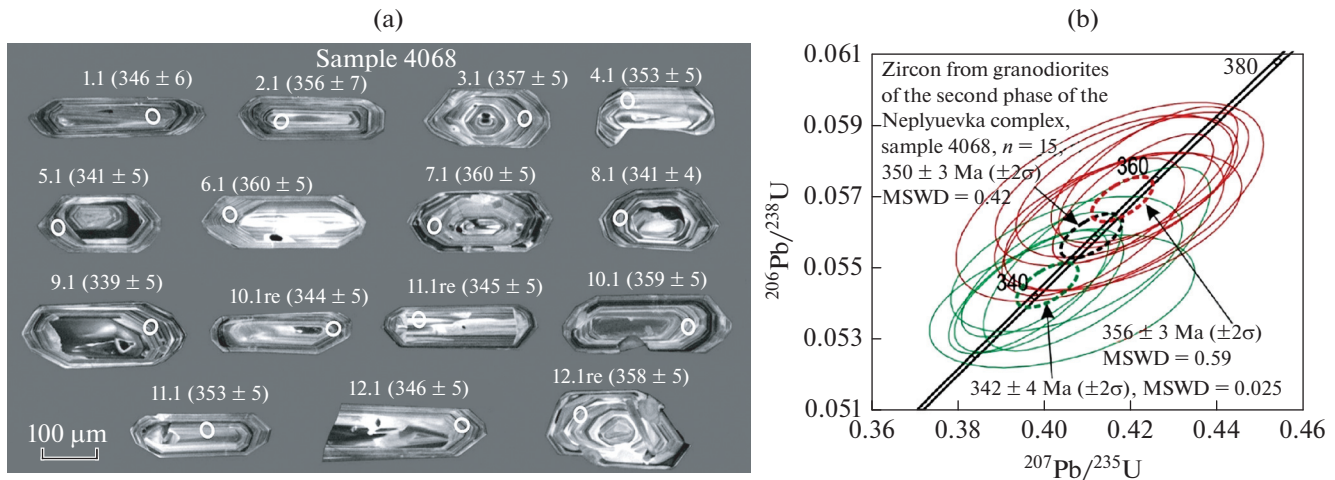 (a)
Sample 4068
1.1 (346 ± 6)
2.1 (356 ± 7)
3.1 (357 ± 5)
4.1 (353 ± 5)
5.1 (341 ± 5)
6.1 (360 ± 5)
7.1 (360 ± 5)
8.1 (341 ± 4)
9.1 (339 ± 5)
10.1re (344 ± 5)
11.1re (345 ± 5)
10.1 (359 ± 5)
11.1 (353 ± 5)
12.1 (346 ± 5)
12.1re (358 ± 5)
100 µm
(b)
0.061
0.059
0.057
0.055
0.053
0.051
²⁰⁶Pb/²³⁸U
Zircon from granodiorites
of the second phase of the
Neplyuevka complex,
sample 4068, n = 15,
350 ± 3 Ma (±2σ)
MSWD = 0.42
380
360
340
356 ± 3 Ma (±2σ)
MSWD = 0.59
342 ± 4 Ma (±2σ), MSWD = 0.025
0.36 0.38 0.40 0.42 0.44 0.46
²⁰⁷Pb/²³⁵U